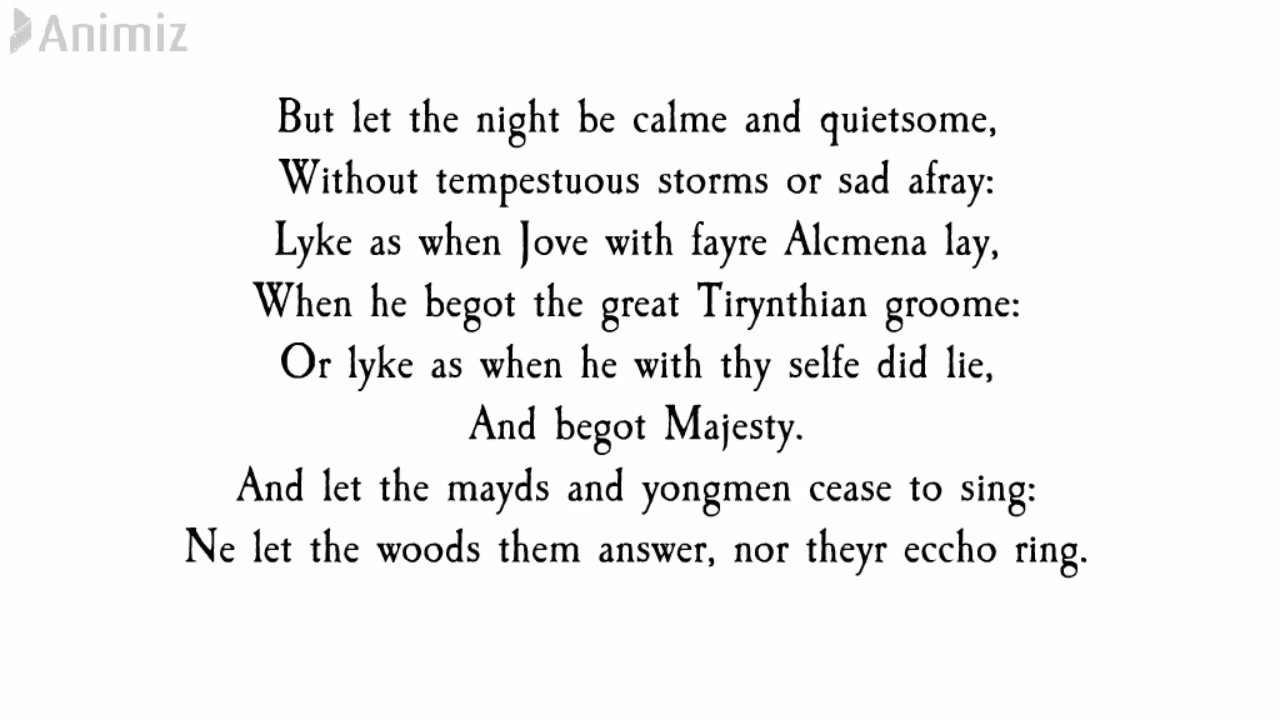 Animiz
But let the night be calme and quietsome,
Without tempestuous storms or sad afray:
Lyke as when Jove with fayre Alcmena lay,
When he begot the great Tirynthian groome:
Or lyke as when he with thy selfe did lie,
And begot Majesty.
And let the mayds and yongmen cease to sing:
Ne let the woods them answer, nor theyr eccho ring.